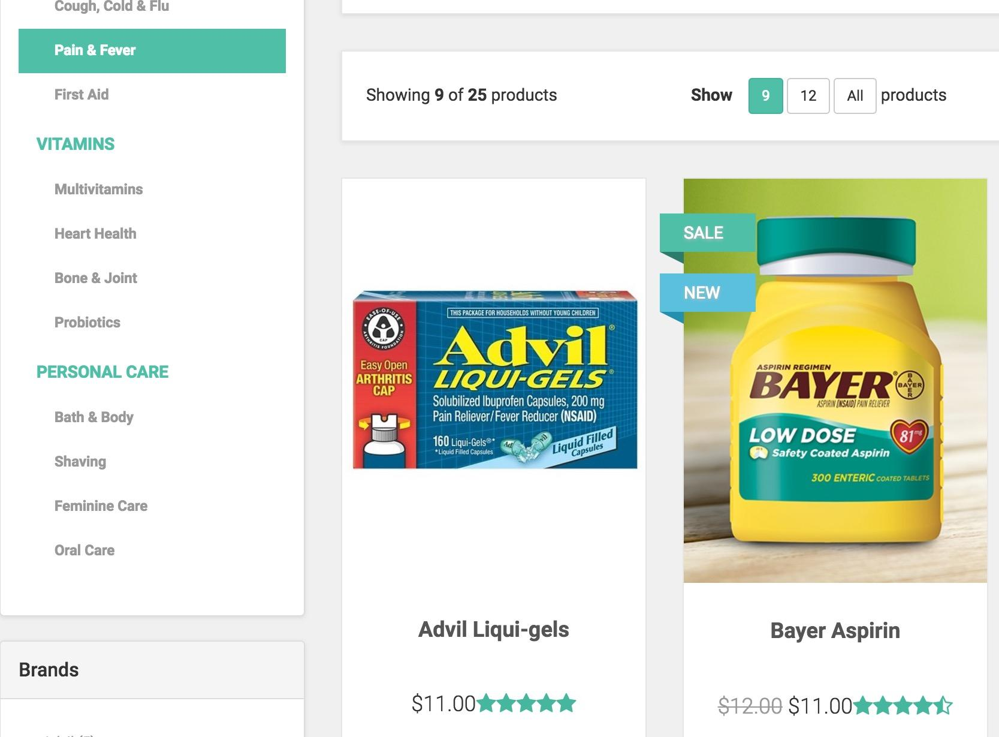 Cough, Cold & Flu
Pain & Fever
First Aid
VITAMINS
Multivitamins
Heart Health
Bone & Joint
Probiotics
PERSONAL CARE
Bath & Body
Shaving
Feminine Care
Oral Care
Brands
Showing 9 of 25 products
Show 9 12 All products
EASE-OF-USE
CAP
ARTHRITIS FOUNDATION
Easy Open
ARTHRITIS
CAP
THIS PACKAGE FOR HOUSEHOLDS WITHOUT YOUNG CHILDREN
Advil®
LIQUI-GELS®
Solubilized Ibuprofen Capsules, 200 mg
Pain Reliever/Fever Reducer (NSAID)
160 Liqui-Gels®*
*Liquid Filled Capsules
Liquid Filled
Capsules
Advil Liqui-gels
$11.00
SALE
NEW
ASPIRIN REGIMEN
BAYER®
BAYER
ASPIRIN (NSAID) PAIN RELIEVER
LOW DOSE
81mg
Safety Coated Aspirin
300 ENTERIC COATED TABLETS
Bayer Aspirin
$12.00 $11.00